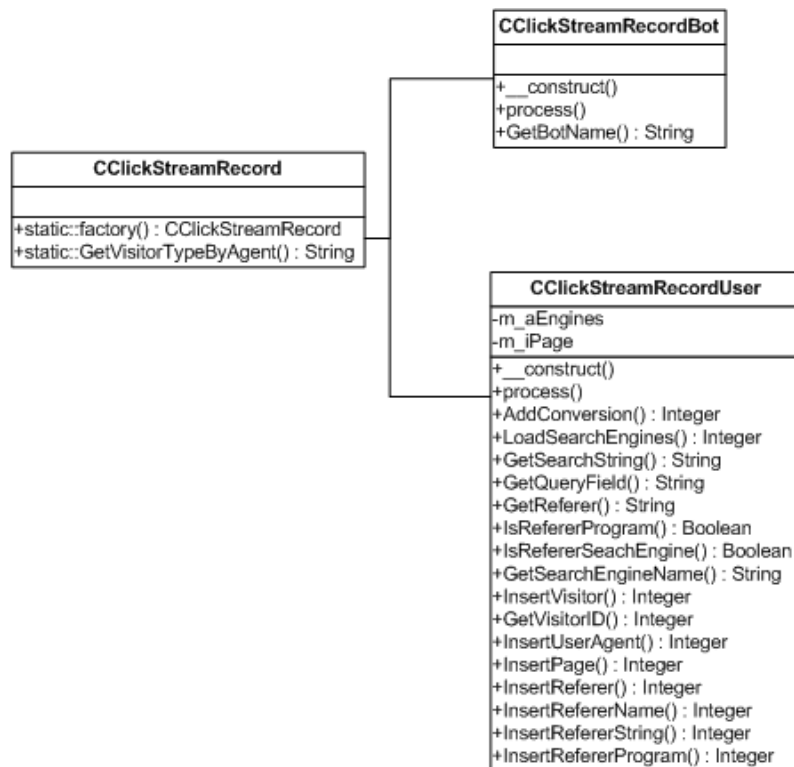 CClickStreamRecordBot
+__construct()
+process()
+GetBotName() : String
CClickStreamRecord
+static::factory() : CClickStreamRecord
+static::GetVisitorTypeByAgent() : String
CClickStreamRecordUser
-m_aEngines
-m_iPage
+__construct()
+process()
+AddConversion() : Integer
+LoadSearchEngines() : Integer
+GetSearchString() : String
+GetQueryField() : String
+GetReferer() : String
+IsRefererProgram() : Boolean
+IsRefererSeachEngine() : Boolean
+GetSearchEngineName() : String
+InsertVisitor() : Integer
+GetVisitorID() : Integer
+InsertUserAgent() : Integer
+InsertPage() : Integer
+InsertReferer() : Integer
+InsertRefererName() : Integer
+InsertRefererString() : Integer
+InsertRefererProgram() : Integer